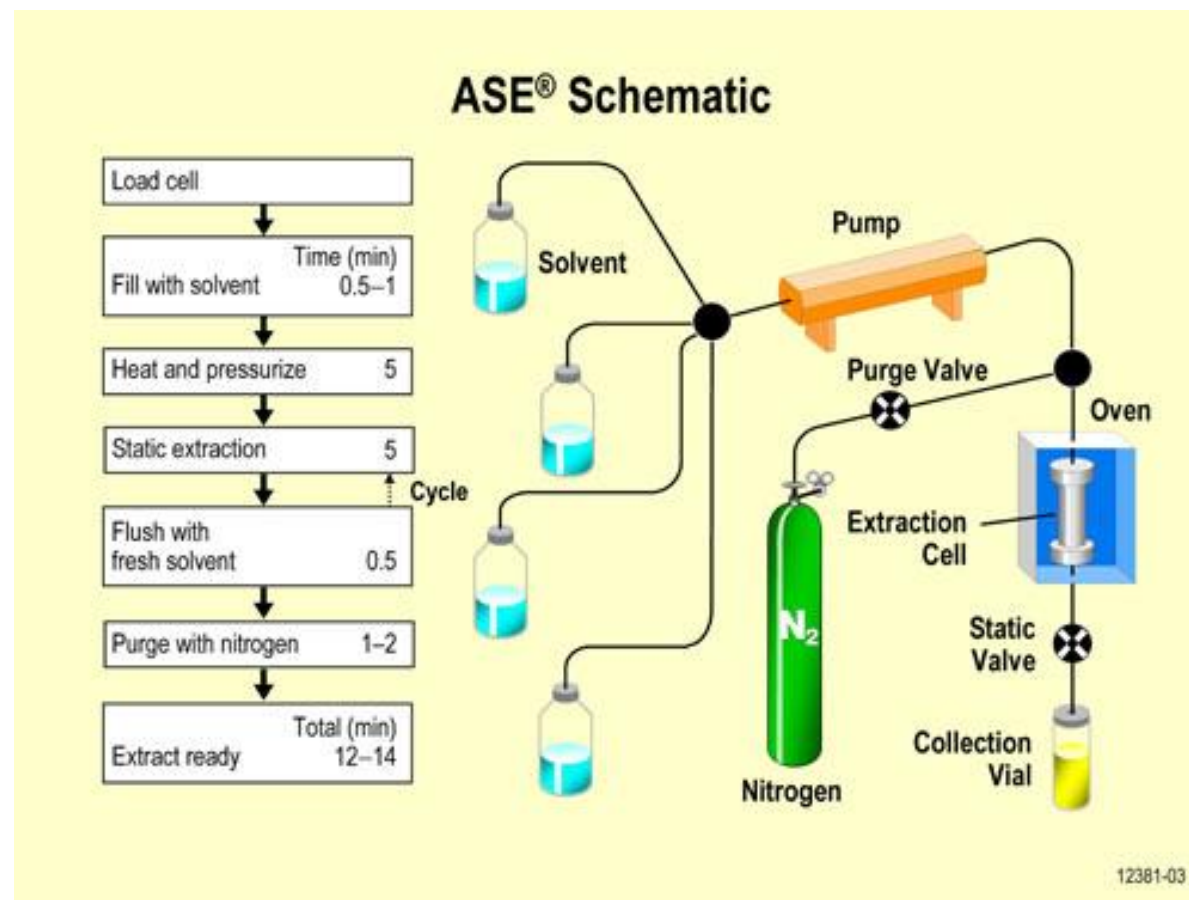 ASE® Schematic
Load cell
Time (min)
Fill with solvent 0.5–1
Heat and pressurize 5
Static extraction 5
Cycle
Flush with
fresh solvent 0.5
Purge with nitrogen 1–2
Total (min)
Extract ready 12–14
Solvent
Pump
Purge Valve
Oven
Extraction
Cell
N₂
Static
Valve
Nitrogen
Collection
Vial
12381-03